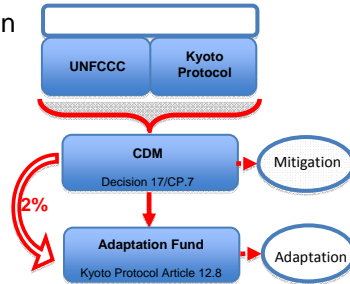 n
UNFCCC
Kyoto
Protocol
CDM
Decision 17/CP.7
Mitigation
2%
Adaptation Fund
Kyoto Protocol Article 12.8
Adaptation